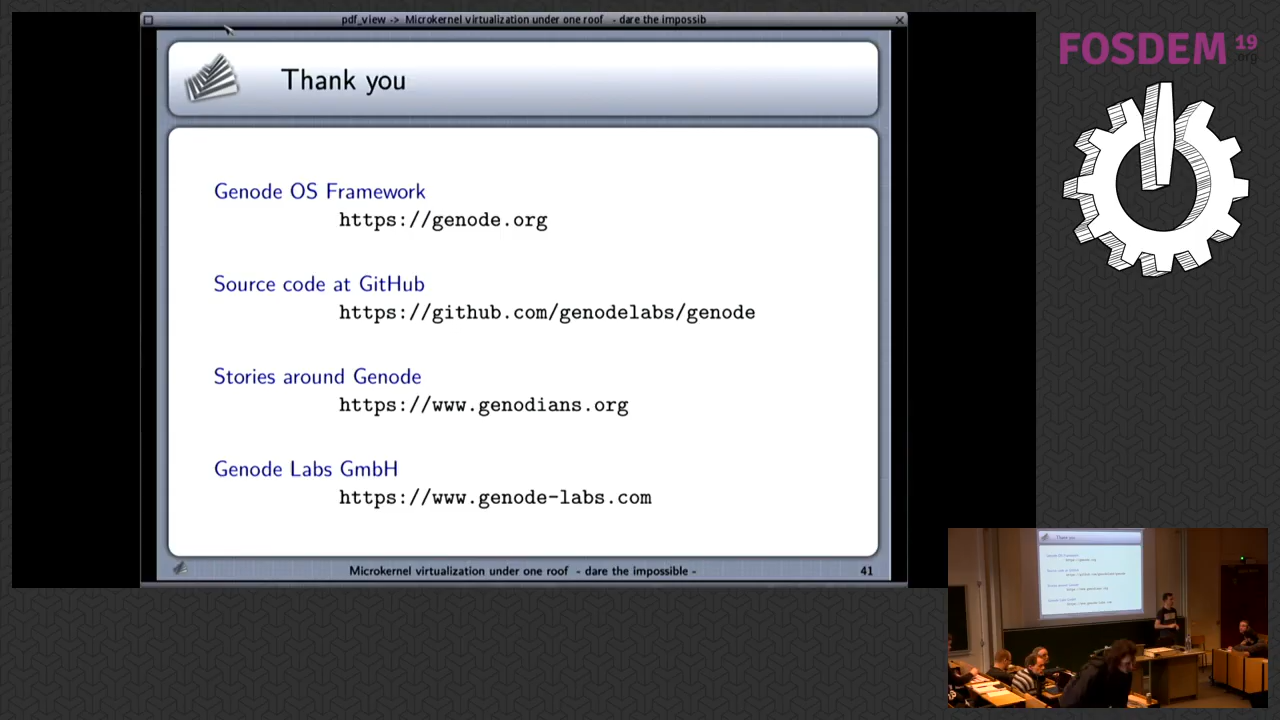 pdf_view -> Microkernel virtualization under one roof - dare the impossib
FOSDEM 19
.org
Thank you
Genode OS Framework
https://genode.org
Source code at GitHub
https://github.com/genodelabs/genode
Stories around Genode
https://www.genodians.org
Genode Labs GmbH
https://www.genode-labs.com
Microkernel virtualization under one roof - dare the impossible -
41
Thank you